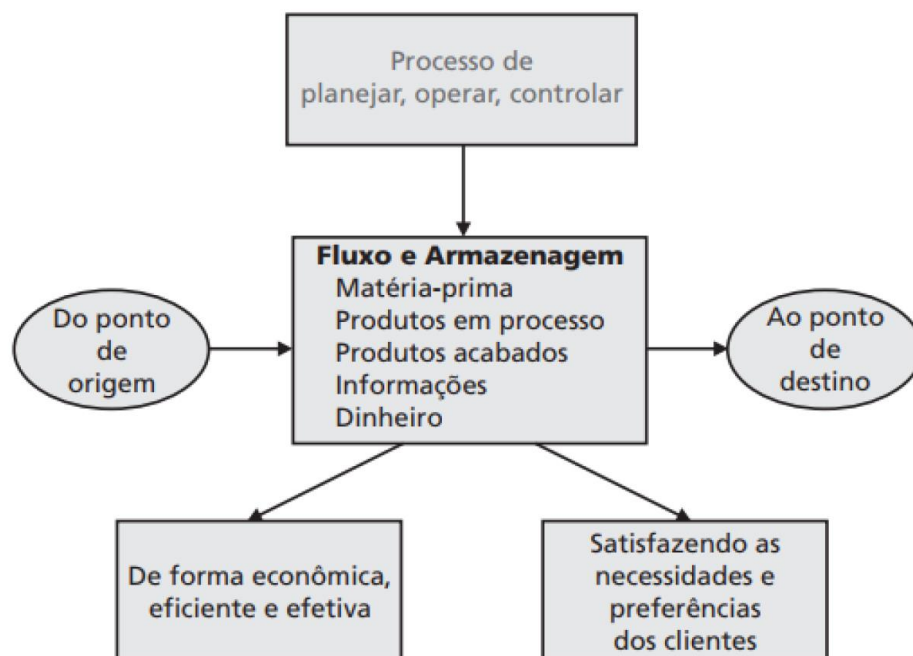 Processo de
planejar, operar, controlar
Fluxo e Armazenagem
Matéria-prima
Produtos em processo
Produtos acabados
Informações
Dinheiro
Do ponto
de
origem
Ao ponto
de
destino
De forma econômica,
eficiente e efetiva
Satisfazendo as
necessidades e
preferências
dos clientes